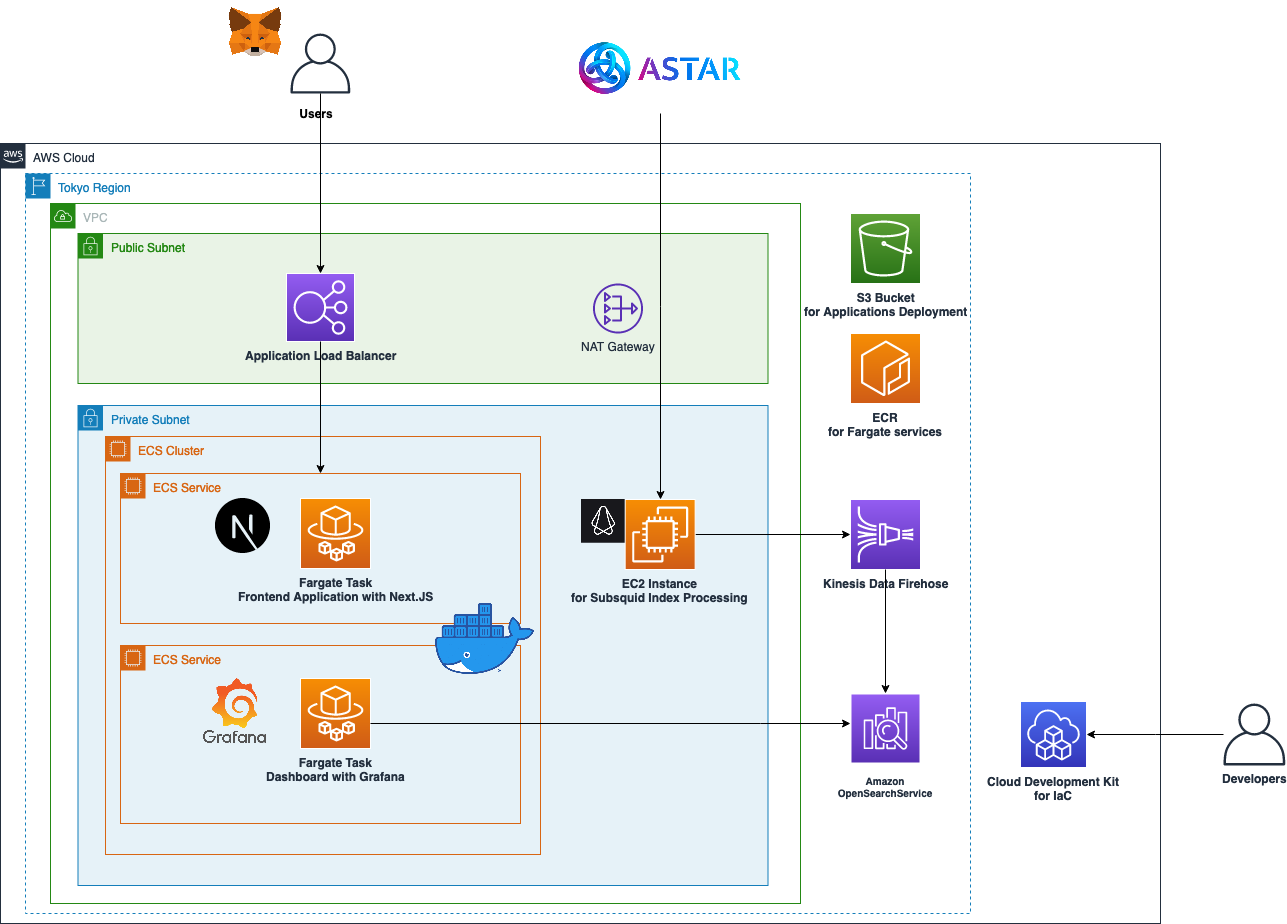 ASTAR
Users
aws
AWS Cloud
Tokyo Region
VPC
Public Subnet
Application Load Balancer
NAT Gateway
S3 Bucket
for Applications Deployment
ECR
for Fargate services
Private Subnet
ECS Cluster
ECS Service
N
Fargate Task
Frontend Application with Next.JS
EC2 Instance
for Subsquid Index Processing
Kinesis Data Firehose
ECS Service
Grafana
Fargate Task
Dashboard with Grafana
Amazon
OpenSearchService
Cloud Development Kit
for IaC
Developers